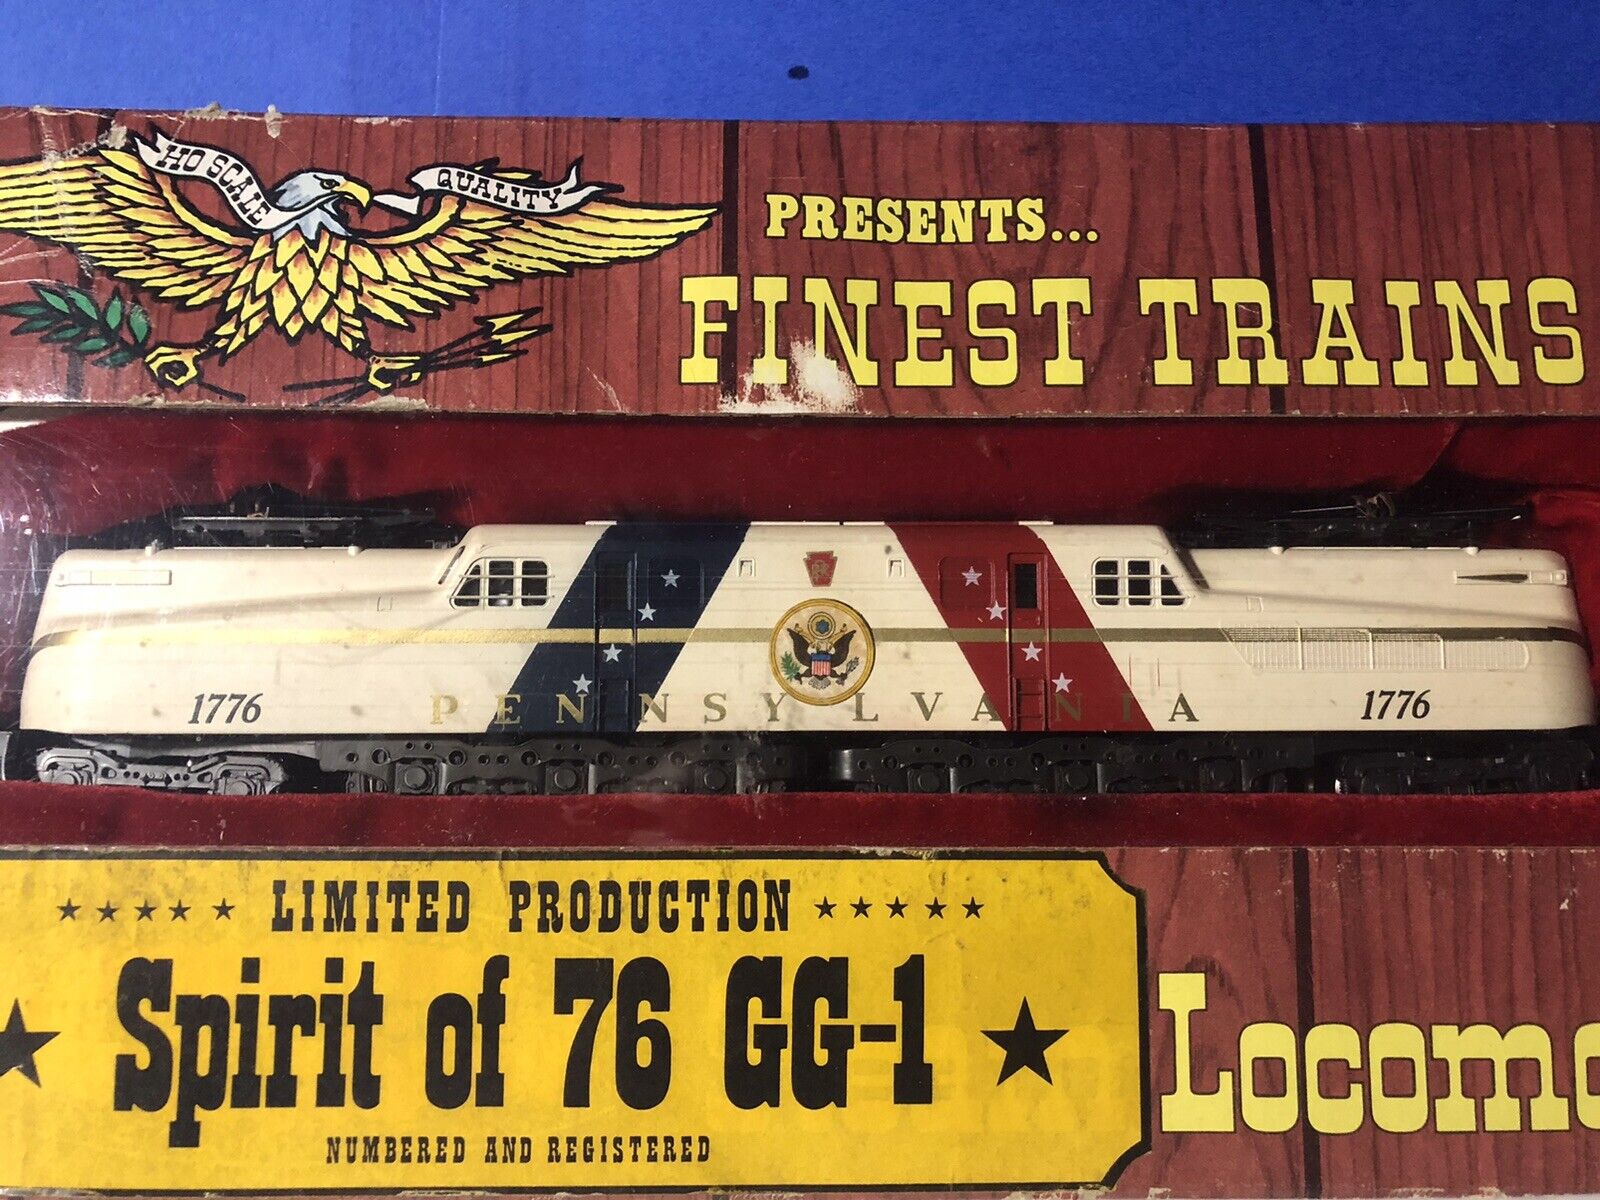 HO SCALE
QUALITY
PRESENTS...
FINEST TRAINS
1776
PENNSYLVANIA
1776
LIMITED PRODUCTION
Spirit of 76 GG-1
NUMBERED AND REGISTERED
Locomo